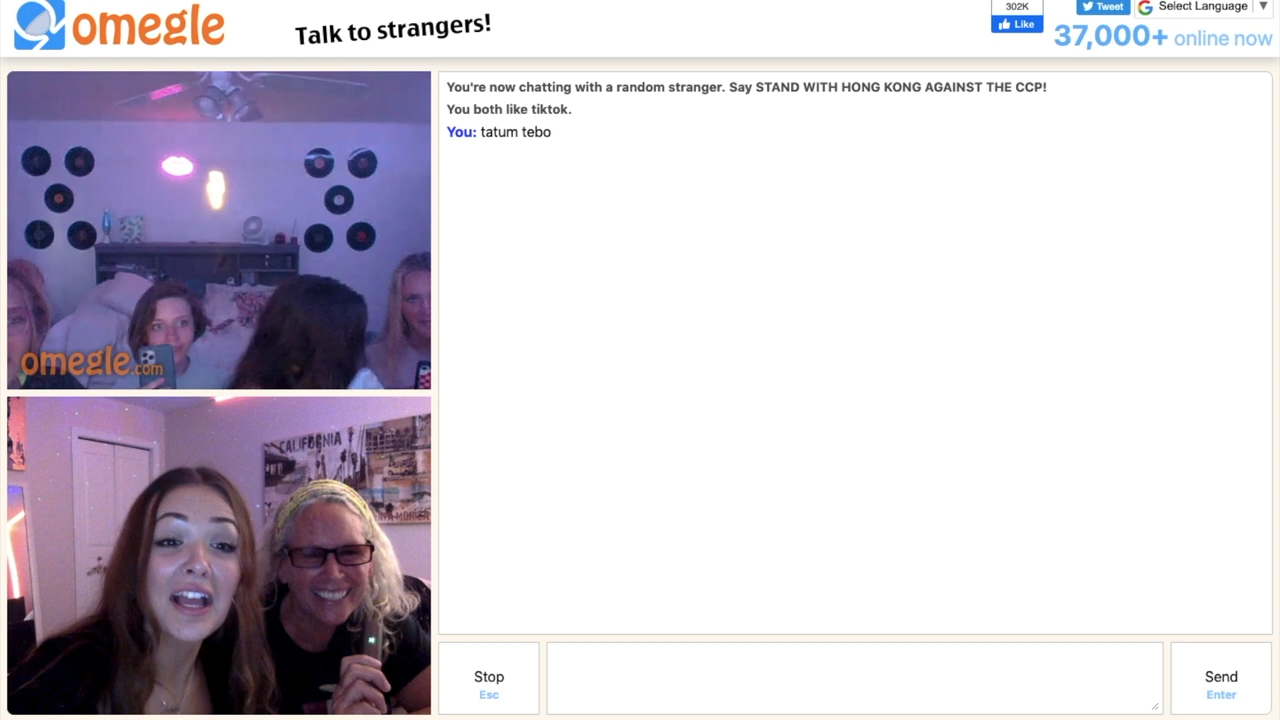 omegle
Talk to strangers!
302K
Like
Tweet
Select Language ▼
37,000+ online now
You're now chatting with a random stranger. Say STAND WITH HONG KONG AGAINST THE CCP!
You both like tiktok.
You: tatum tebo
omegle.com
CALIFORNIA
Stop
Esc
Send
Enter